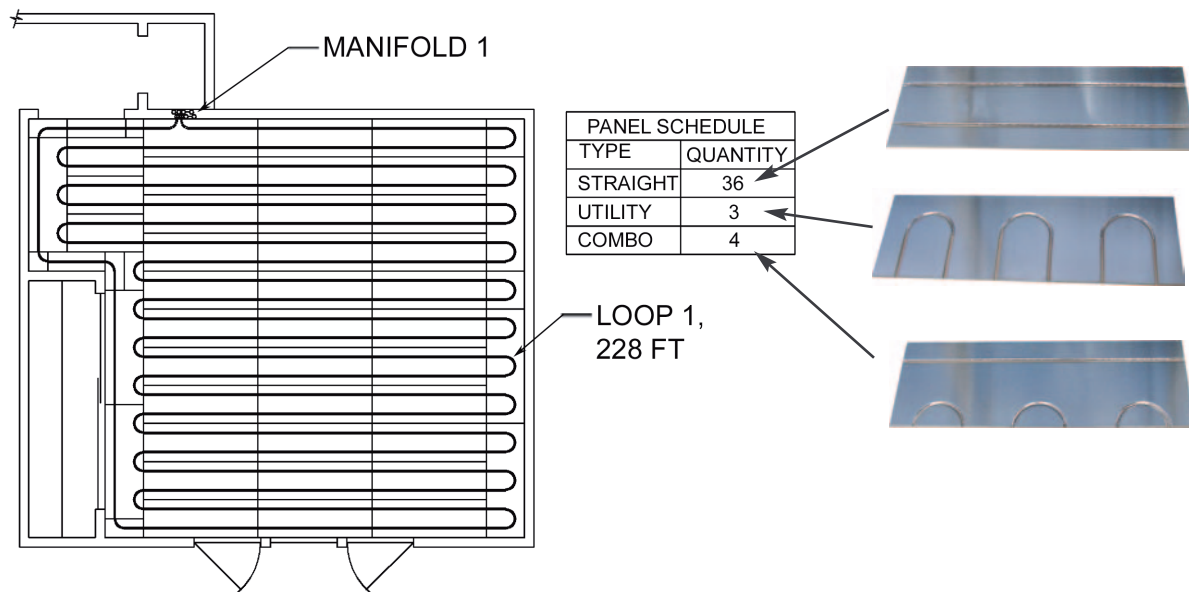 MANIFOLD 1
PANEL SCHEDULE
TYPE QUANTITY
STRAIGHT 36
UTILITY 3
COMBO 4
LOOP 1,
228 FT